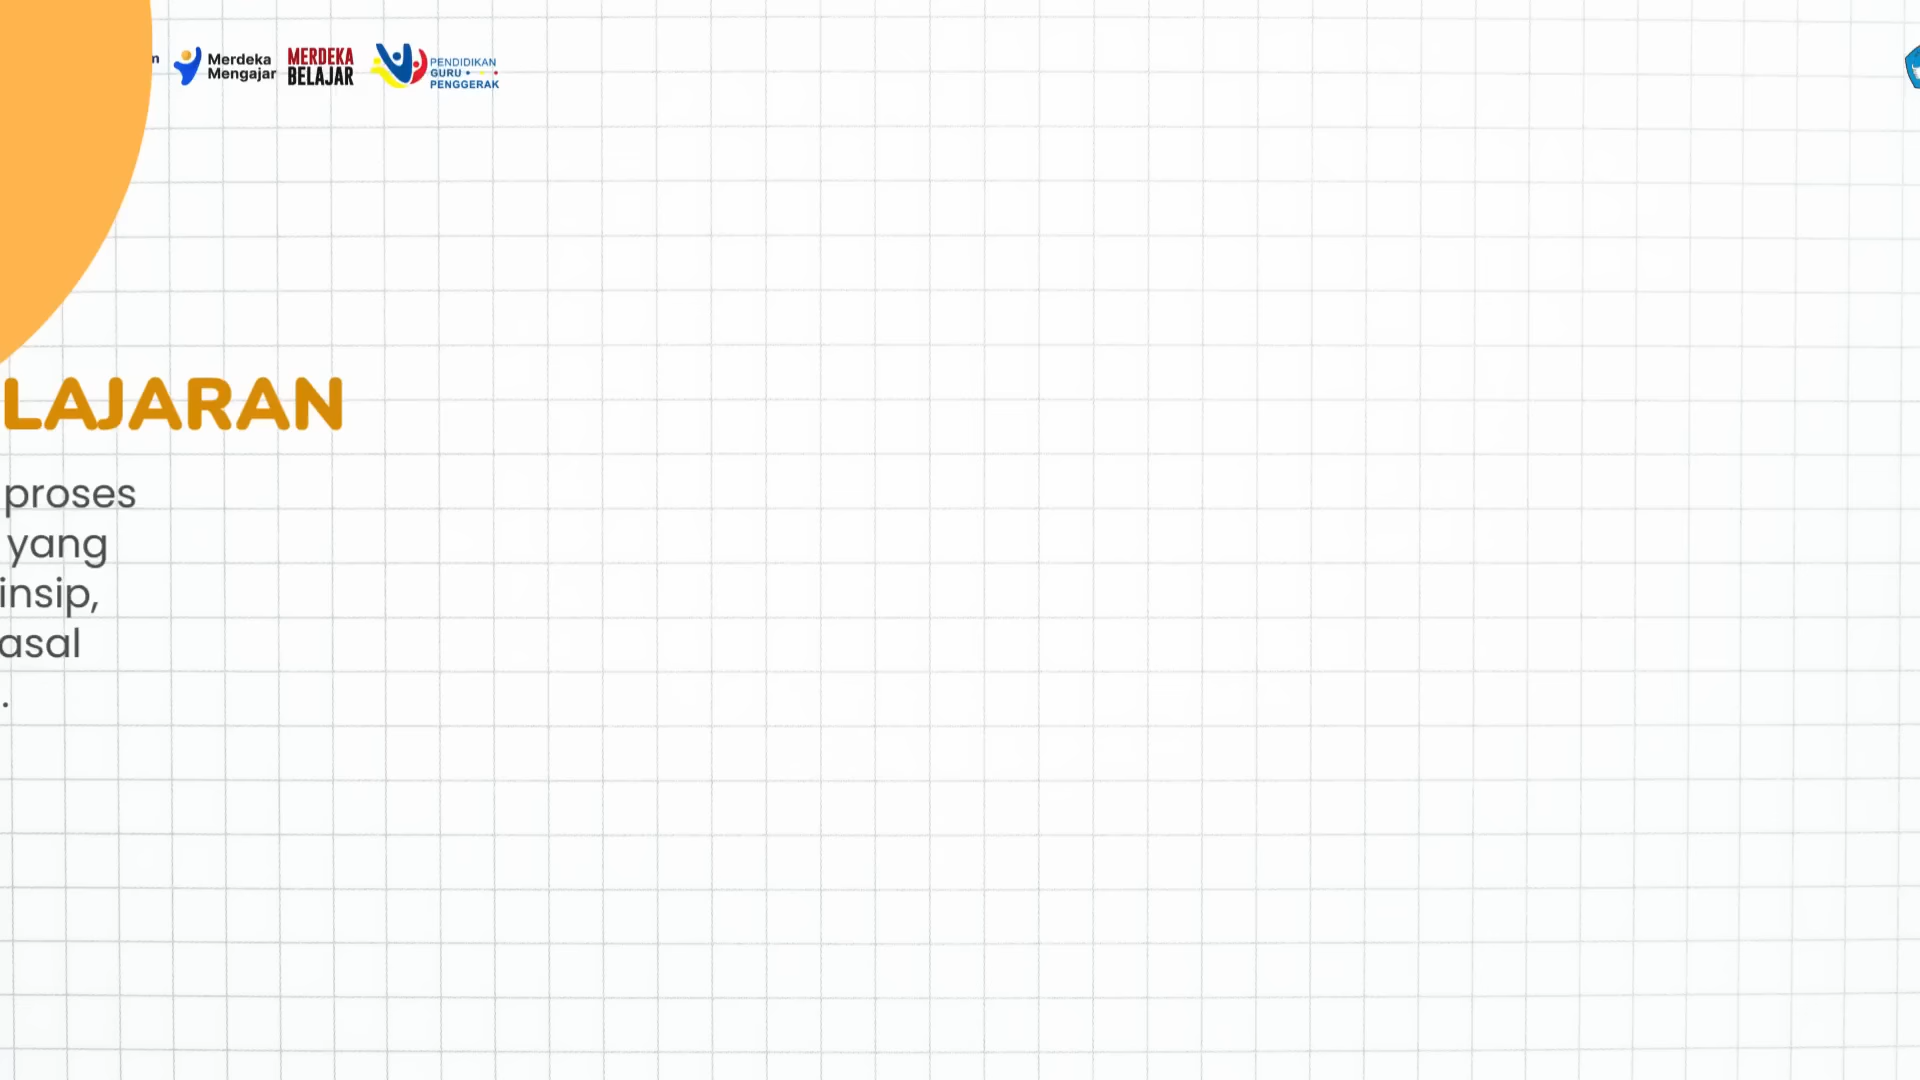 Merdeka
Mengajar
MERDEKA
BELAJAR
PENDIDIKAN
GURU
PENGGERAK
LAJARAN
proses
yang
insip,
asal
.